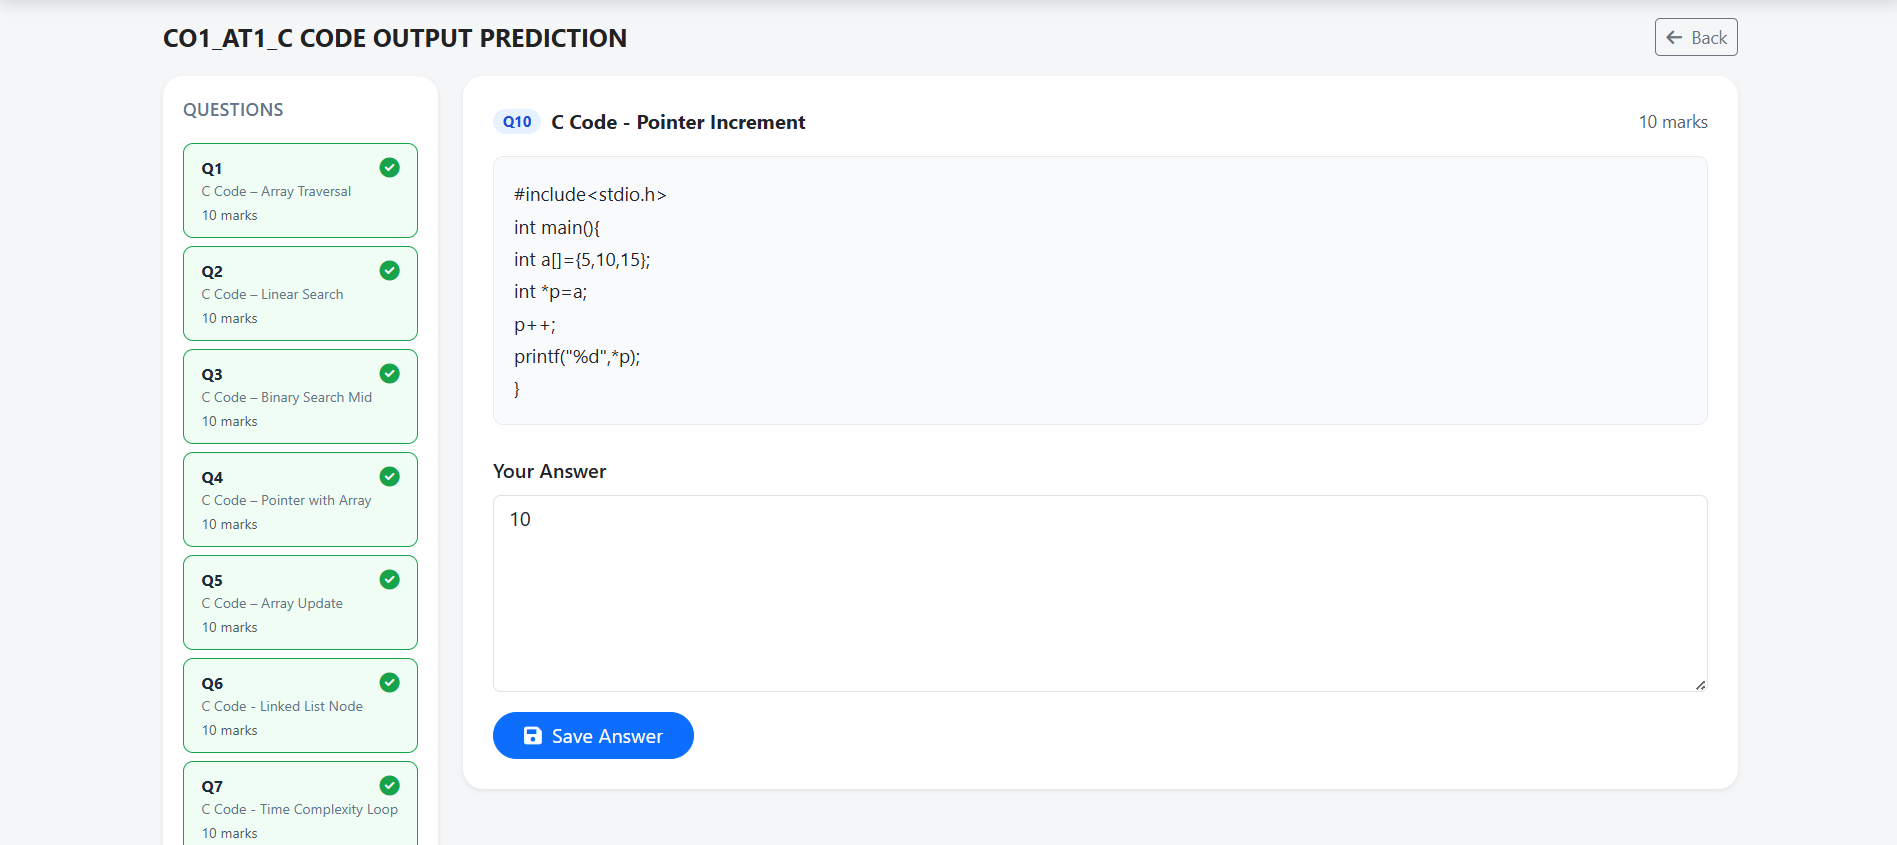 CO1_AT1_C CODE OUTPUT PREDICTION
Back
QUESTIONS
Q1
C Code – Array Traversal
10 marks
Q2
C Code – Linear Search
10 marks
Q3
C Code – Binary Search Mid
10 marks
Q4
C Code – Pointer with Array
10 marks
Q5
C Code – Array Update
10 marks
Q6
C Code - Linked List Node
10 marks
Q7
C Code - Time Complexity Loop
10 marks
Q10 C Code - Pointer Increment
10 marks
#include<stdio.h>
int main(){
int a[]={5,10,15};
int *p=a;
p++;
printf("%d",*p);
}
Your Answer
10
Save Answer